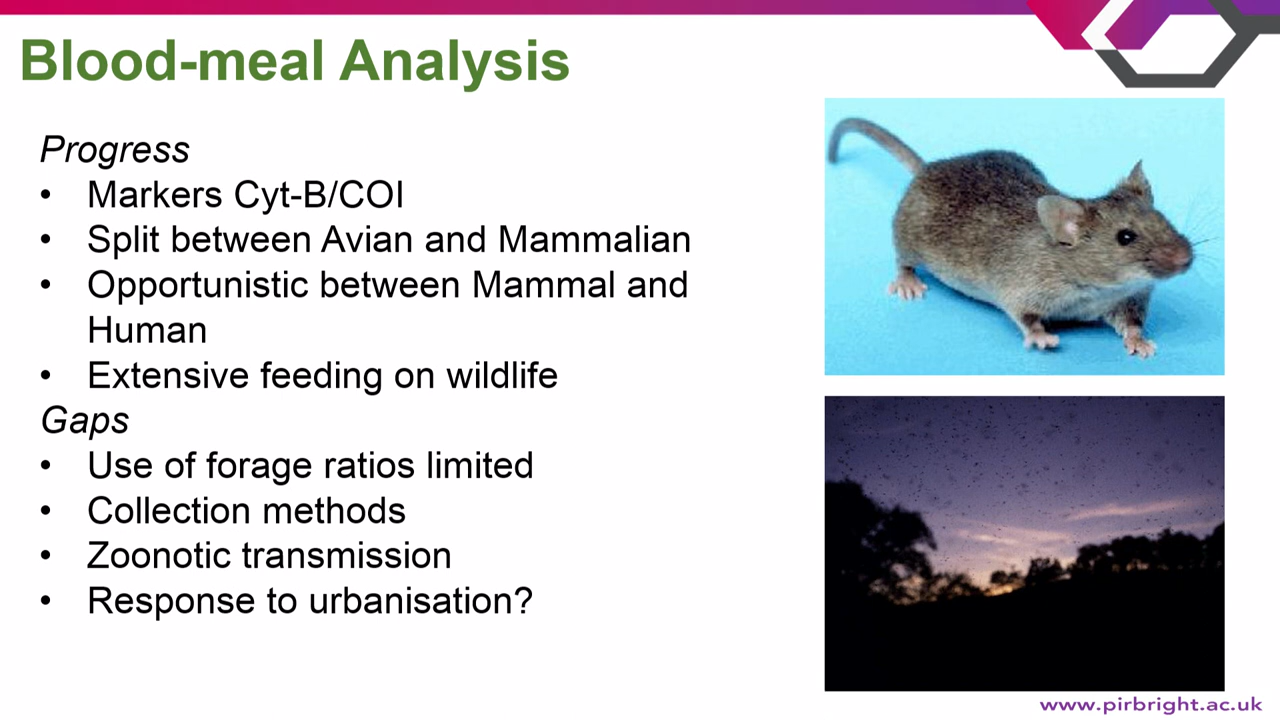 Blood-meal Analysis
Progress
• Markers Cyt-B/COI
• Split between Avian and Mammalian
• Opportunistic between Mammal and
Human
• Extensive feeding on wildlife
Gaps
• Use of forage ratios limited
• Collection methods
• Zoonotic transmission
• Response to urbanisation?
www.pirbright.ac.uk